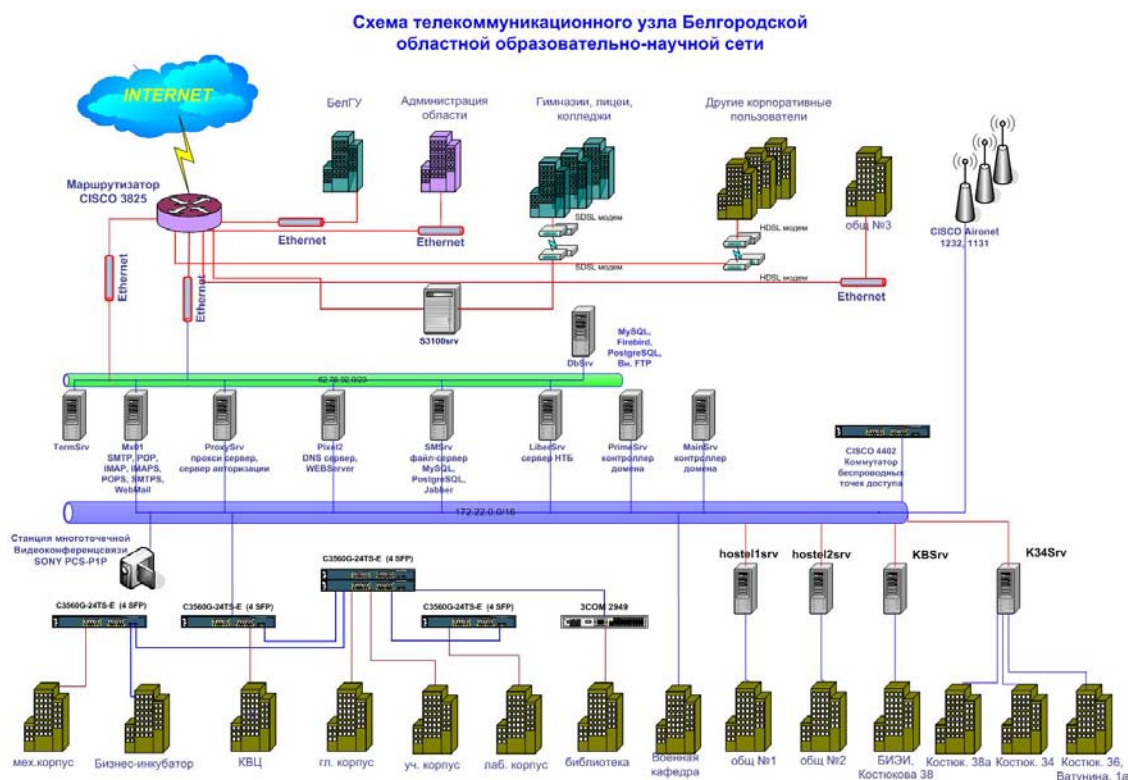 Схема телекоммуникационного узла Белгородской
областной образовательно-научной сети
INTERNET
БелГУ
Администрация
области
Гимназии, лицеи,
колледжи
Другие корпоративные
пользователи
Маршрутизатор
CISCO 3825
SDSL модем
HDSL модем
общ №3
CISCO Aironet
1232, 1131
Ethernet
Ethernet
SDSL модем
HDSL модем
Ethernet
Ethernet
Ethernet
S3100srv
DbSrv
MySQL,
Firebird,
PostgreSQL,
Вн. FTP
62.76.92.0/23
TermSrv
Mx01
SMTP, POP,
IMAP, IMAPS,
POPS, SMTPS,
WebMail
ProxySrv
прокси сервер,
сервер авторизации
Pixel2
DNS сервер,
WEBServer
SMSrv
файл-сервер
MySQL,
PostgreSQL,
Jabber
LiberSrv
сервер НТБ
PrimeSrv
контроллер
домена
MainSrv
контроллер
домена
CISCO 4402
Коммутатор
беспроводных
точек доступа
172.22.0.0/16
Станция многоточечной
Видеоконференцсвязи
SONY PCS-P1P
C3560G-24TS-E (4 SFP)
hostel1srv
hostel2srv
KBSrv
K34Srv
C3560G-24TS-E (4 SFP)
C3560G-24TS-E (4 SFP)
C3560G-24TS-E (4 SFP)
3COM 2949
мех.корпус
Бизнес-инкубатор
КВЦ
гл. корпус
уч. корпус
лаб. корпус
библиотека
Военная
кафедра
общ №1
общ №2
БИЭИ,
Костюкова 38
Костюк. 38а
Костюк. 34
Костюк. 36,
Ватунина, 1а